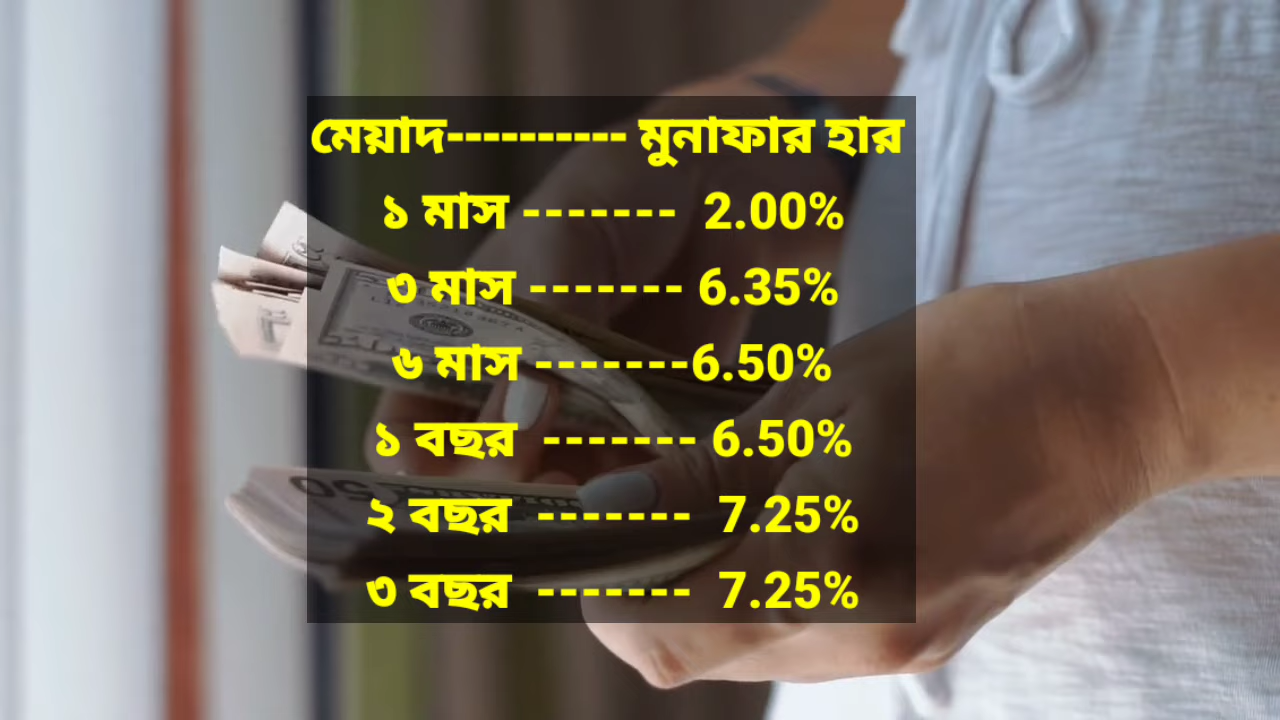 মেয়াদ---------- মুনাফার হার
১ মাস ------- 2.00%
৩ মাস ------- 6.35%
৬ মাস -------6.50%
১ বছর ------- 6.50%
২ বছর ------- 7.25%
৩ বছর ------- 7.25%
50